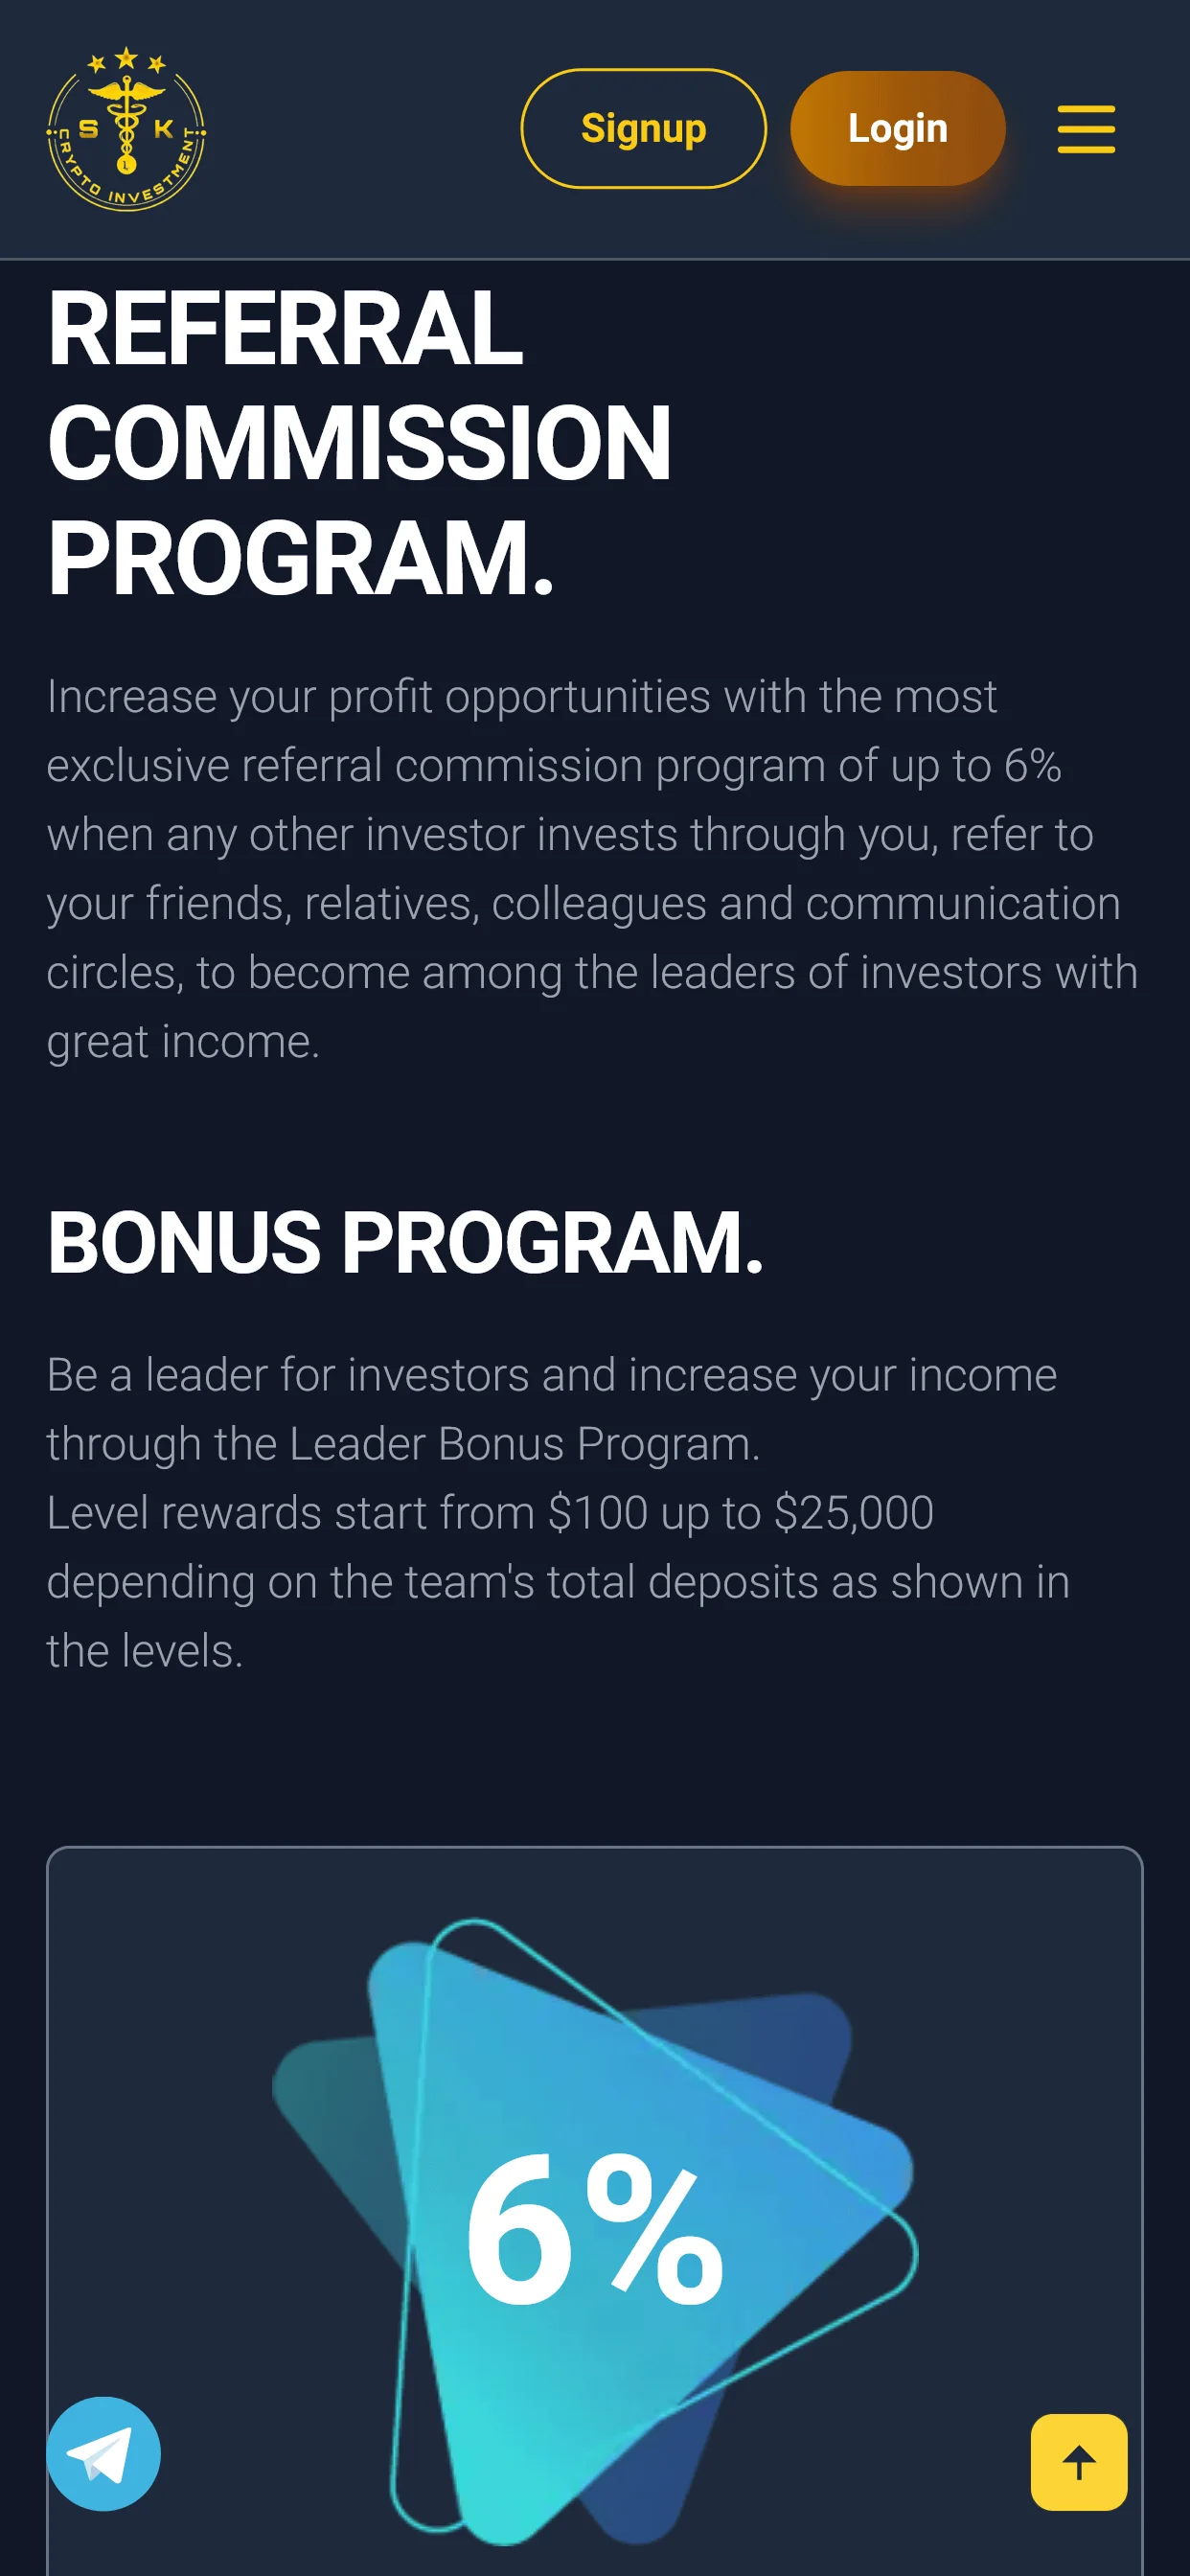 S K
CRYPTO INVESTMENT
Signup
Login
REFERRAL
COMMISSION
PROGRAM.
Increase your profit opportunities with the most
exclusive referral commission program of up to 6%
when any other investor invests through you, refer to
your friends, relatives, colleagues and communication
circles, to become among the leaders of investors with
great income.
BONUS PROGRAM.
Be a leader for investors and increase your income
through the Leader Bonus Program.
Level rewards start from $100 up to $25,000
depending on the team's total deposits as shown in
the levels.
6%